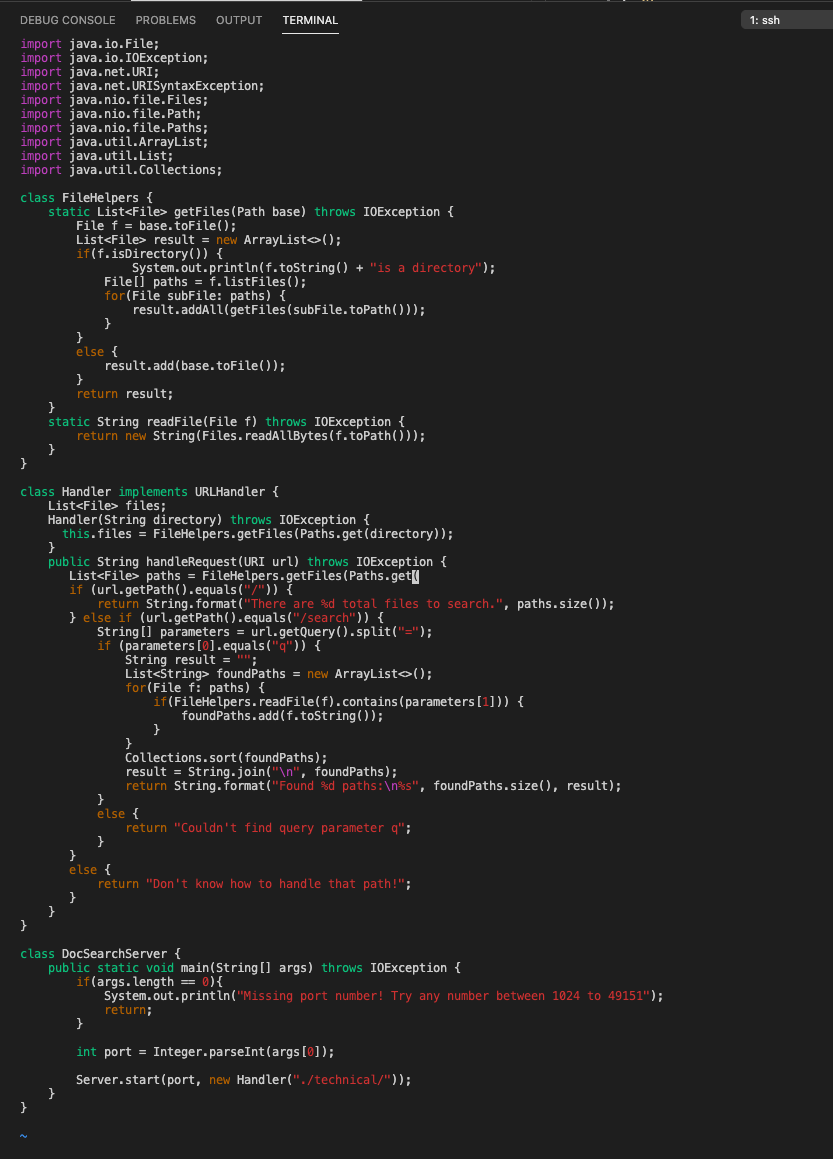 DEBUG CONSOLE PROBLEMS OUTPUT TERMINAL 1: ssh
import java.io.File;
import java.io.IOException;
import java.net.URI;
import java.net.URISyntaxException;
import java.nio.file.Files;
import java.nio.file.Path;
import java.nio.file.Paths;
import java.util.ArrayList;
import java.util.List;
import java.util.Collections;

class FileHelpers {
    static List<File> getFiles(Path base) throws IOException {
        File f = base.toFile();
        List<File> result = new ArrayList<>();
        if(f.isDirectory()) {
                System.out.println(f.toString() + "is a directory");
            File[] paths = f.listFiles();
            for(File subFile: paths) {
                result.addAll(getFiles(subFile.toPath()));
            }
        }
        else {
            result.add(base.toFile());
        }
        return result;
    }
    static String readFile(File f) throws IOException {
        return new String(Files.readAllBytes(f.toPath()));
    }
}

class Handler implements URLHandler {
    List<File> files;
    Handler(String directory) throws IOException {
      this.files = FileHelpers.getFiles(Paths.get(directory));
    }
    public String handleRequest(URI url) throws IOException {
       List<File> paths = FileHelpers.getFiles(Paths.get(
       if (url.getPath().equals("/")) {
           return String.format("There are %d total files to search.", paths.size());
       } else if (url.getPath().equals("/search")) {
           String[] parameters = url.getQuery().split("=");
           if (parameters[0].equals("q")) {
               String result = "";
               List<String> foundPaths = new ArrayList<>();
               for(File f: paths) {
                   if(FileHelpers.readFile(f).contains(parameters[1])) {
                       foundPaths.add(f.toString());
                   }
               }
               Collections.sort(foundPaths);
               result = String.join("\n", foundPaths);
               return String.format("Found %d paths:\n%s", foundPaths.size(), result);
           }
           else {
               return "Couldn't find query parameter q";
           }
       }
       else {
           return "Don't know how to handle that path!";
       }
    }
}

class DocSearchServer {
    public static void main(String[] args) throws IOException {
        if(args.length == 0){
            System.out.println("Missing port number! Try any number between 1024 to 49151");
            return;
        }

        int port = Integer.parseInt(args[0]);

        Server.start(port, new Handler("./technical/"));
    }
}

~